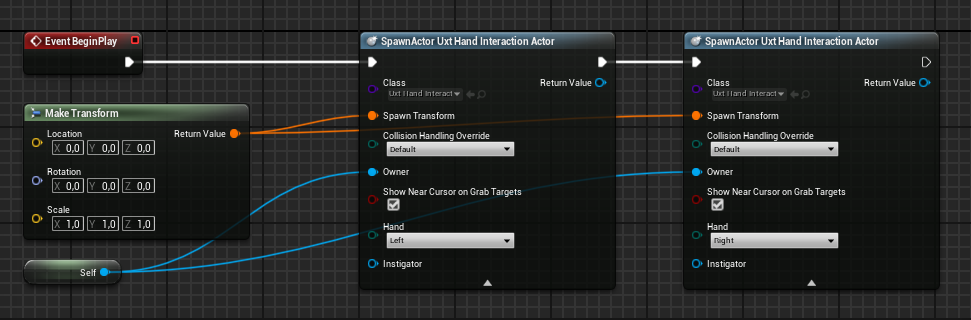 Event BeginPlay
Make Transform
Location
Return Value
X 0,0 Y 0,0 Z 0,0
Rotation
X 0,0 Y 0,0 Z 0,0
Scale
X 1,0 Y 1,0 Z 1,0
Self
SpawnActor Uxt Hand Interaction Actor
Class
Return Value
Uxt Hand Interact
Spawn Transform
Collision Handling Override
Default
Owner
Show Near Cursor on Grab Targets
Hand
Left
Instigator
SpawnActor Uxt Hand Interaction Actor
Class
Return Value
Uxt Hand Interact
Spawn Transform
Collision Handling Override
Default
Owner
Show Near Cursor on Grab Targets
Hand
Right
Instigator